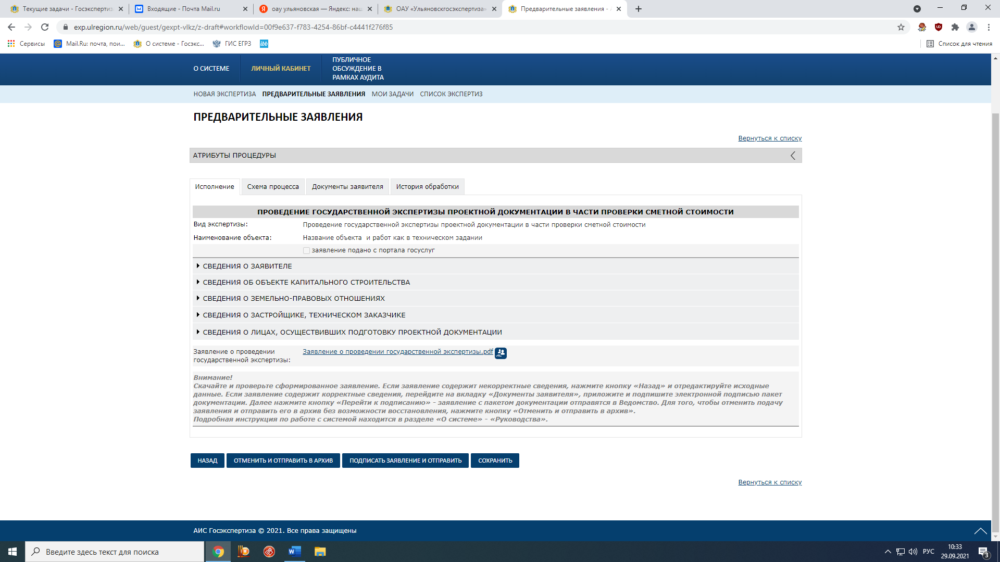 Текущие задачи - Госэкспертиз
Входящие - Почта Mail.ru
оау ульяновская — Яндекс: наш
ОАУ «Ульяновскгосэкспертиза»
Предварительные заявления -
exp.ulregion.ru/web/guest/gexpt-vlkz/z-draft#workflowId=00f9e637-f783-4254-86bf-c4441f276f85
Сервисы
Mail.Ru: почта, пои...
О системе - Госэкс...
ГИС ЕГРЗ
ibb
Список для чтения
О СИСТЕМЕ
ЛИЧНЫЙ КАБИНЕТ
ПУБЛИЧНОЕ
ОБСУЖДЕНИЕ В
РАМКАХ АУДИТА
НОВАЯ ЭКСПЕРТИЗА ПРЕДВАРИТЕЛЬНЫЕ ЗАЯВЛЕНИЯ МОИ ЗАДАЧИ СПИСОК ЭКСПЕРТИЗ
ПРЕДВАРИТЕЛЬНЫЕ ЗАЯВЛЕНИЯ
Вернуться к списку
АТРИБУТЫ ПРОЦЕДУРЫ
Исполнение
Схема процесса
Документы заявителя
История обработки
ПРОВЕДЕНИЕ ГОСУДАРСТВЕННОЙ ЭКСПЕРТИЗЫ ПРОЕКТНОЙ ДОКУМЕНТАЦИИ В ЧАСТИ ПРОВЕРКИ СМЕТНОЙ СТОИМОСТИ
Вид экспертизы: Проведение государственной экспертизы проектной документации в части проверки сметной стоимости
Наименование объекта: Название объекта и работ как в техническом задании
заявление подано с портала госуслуг
СВЕДЕНИЯ О ЗАЯВИТЕЛЕ
СВЕДЕНИЯ ОБ ОБЪЕКТЕ КАПИТАЛЬНОГО СТРОИТЕЛЬСТВА
СВЕДЕНИЯ О ЗЕМЕЛЬНО-ПРАВОВЫХ ОТНОШЕНИЯХ
СВЕДЕНИЯ О ЗАСТРОЙЩИКЕ, ТЕХНИЧЕСКОМ ЗАКАЗЧИКЕ
СВЕДЕНИЯ О ЛИЦАХ, ОСУЩЕСТВИВШИХ ПОДГОТОВКУ ПРОЕКТНОЙ ДОКУМЕНТАЦИИ
Заявление о проведении
государственной экспертизы:
Заявление о проведении государственной экспертизы.pdf
Внимание!
Скачайте и проверьте сформированное заявление. Если заявление содержит некорректные сведения, нажмите кнопку «Назад» и отредактируйте исходные
данные. Если заявление содержит корректные сведения, перейдите на вкладку «Документы заявителя», приложите и подпишите электронной подписью пакет
документации. Далее нажмите кнопку «Перейти к подписанию» - заявление с пакетом документации отправятся в Ведомство. Для того, чтобы отменить подачу
заявления и отправить его в архив без возможности восстановления, нажмите кнопку «Отменить и отправить в архив».
Подробная инструкция по работе с системой находится в разделе «О системе» - «Руководства».
НАЗАД
ОТМЕНИТЬ И ОТПРАВИТЬ В АРХИВ
ПОДПИСАТЬ ЗАЯВЛЕНИЕ И ОТПРАВИТЬ
СОХРАНИТЬ
Вернуться к списку
АИС Госэкспертиза © 2021. Все права защищены
Введите здесь текст для поиска
РУС
10:33
29.09.2021
3